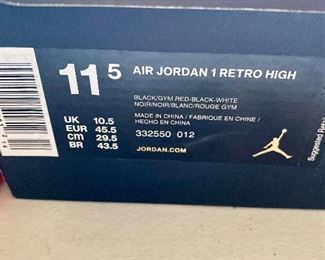 11 5 AIR JORDAN 1 RETRO HIGH
BLACK/GYM RED-BLACK-WHITE
NOIR/NOIR/BLANC/ROUGE GYM
MADE IN CHINA / FABRIQUE EN CHINE /
HECHO EN CHINA
332550 012
JORDAN.COM
UK 10.5
EUR 45.5
cm 29.5
BR 43.5
Suggested Retail